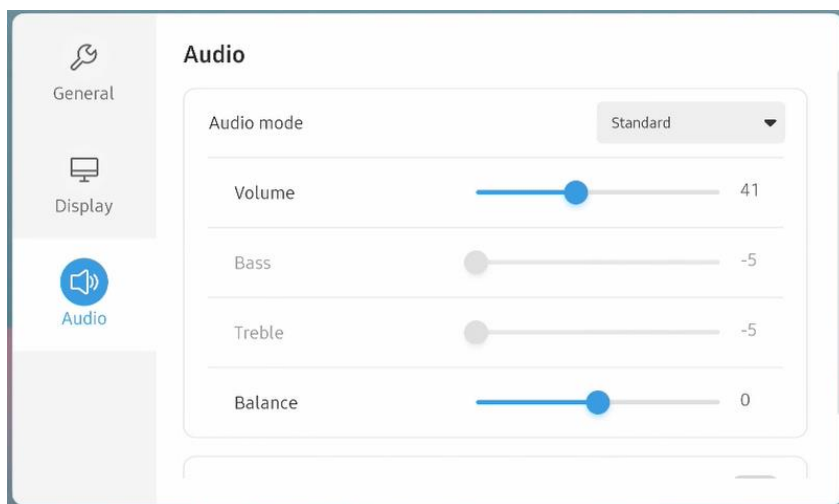 General
Display
Audio
Audio
Audio mode Standard
Volume 41
Bass -5
Treble -5
Balance 0